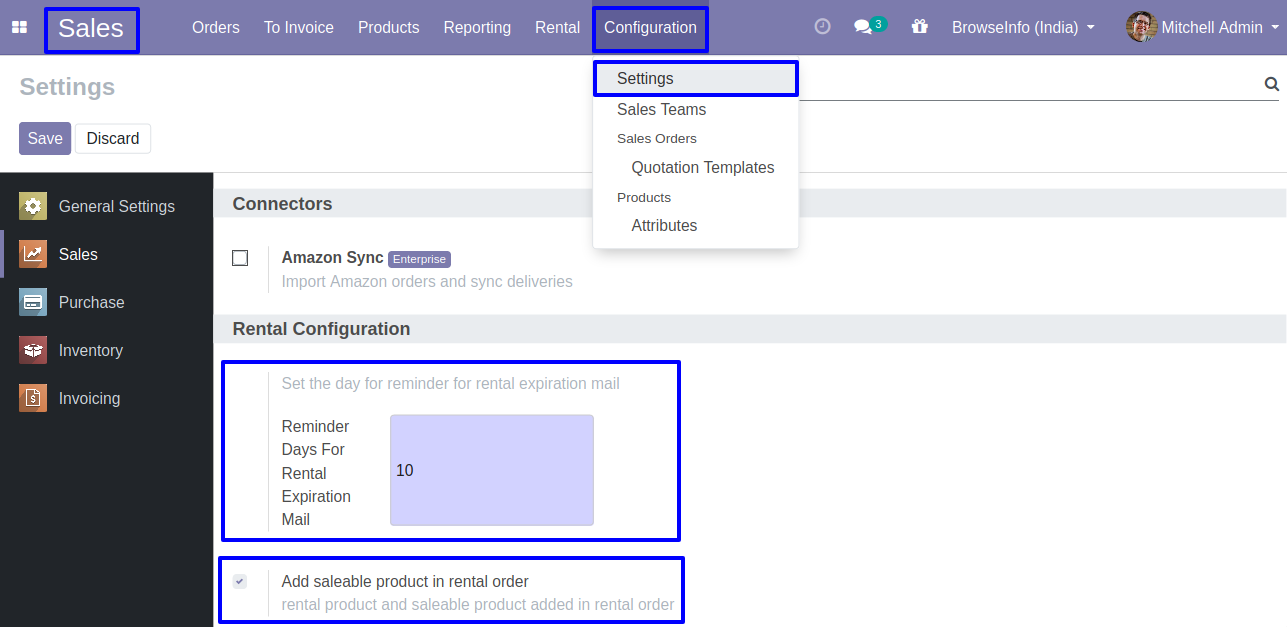 Sales Orders To Invoice Products Reporting Rental Configuration 3 BrowseInfo (India) Mitchell Admin
Settings
Settings
Sales Teams
Sales Orders
Quotation Templates
Products
Attributes
Save Discard
General Settings
Sales
Purchase
Inventory
Invoicing
Connectors
Amazon Sync Enterprise
Import Amazon orders and sync deliveries
Rental Configuration
Set the day for reminder for rental expiration mail
Reminder
Days For
Rental
Expiration
Mail
10
Add saleable product in rental order
rental product and saleable product added in rental order